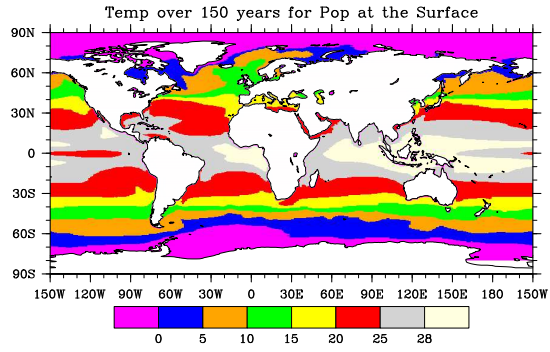 Temp over 150 years for Pop at the Surface
90N
60N
30N
0
30S
60S
90S
150W 120W 90W 60W 30W 0 30E 60E 90E 120E 150E 180 150W
0 5 10 15 20 25 28